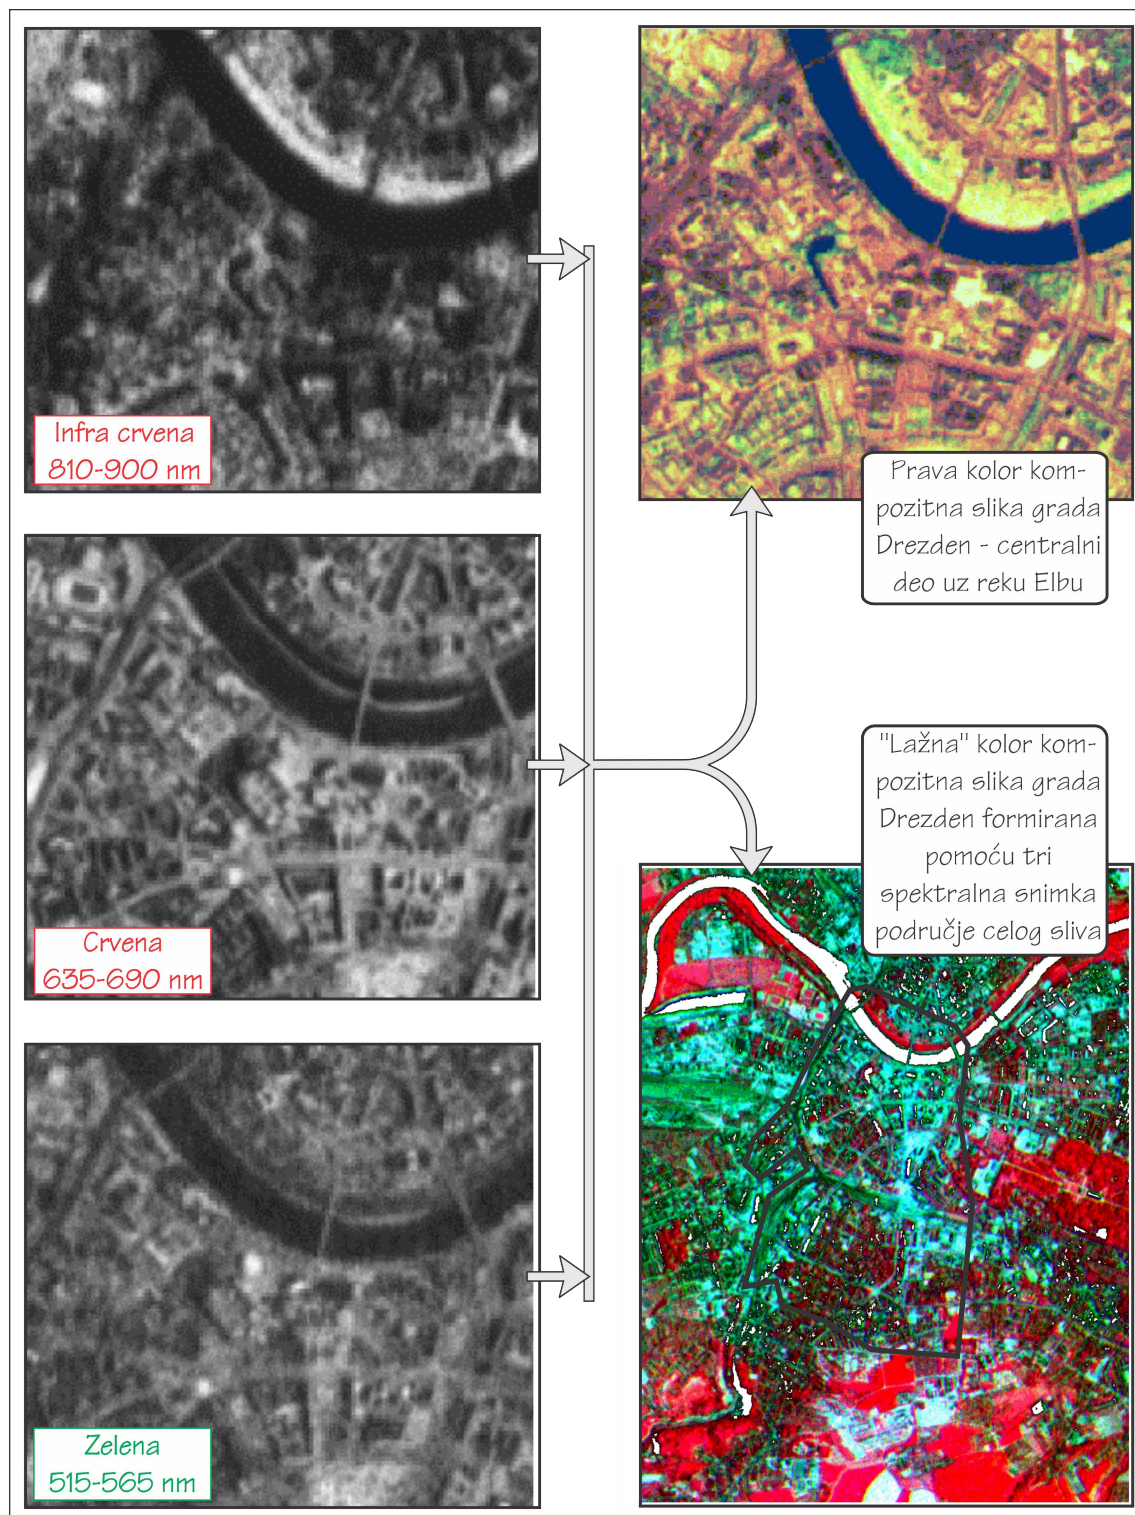 Infra crvena
810-900 nm
Crvena
635-690 nm
Zelena
515-565 nm
Prava kolor kom-
pozitna slika grada
Drezden - centralni
deo uz reku Elbu
"Lažna" kolor kom-
pozitna slika grada
Drezden formirana
pomoću tri
spektralna snimka
područje celog sliva